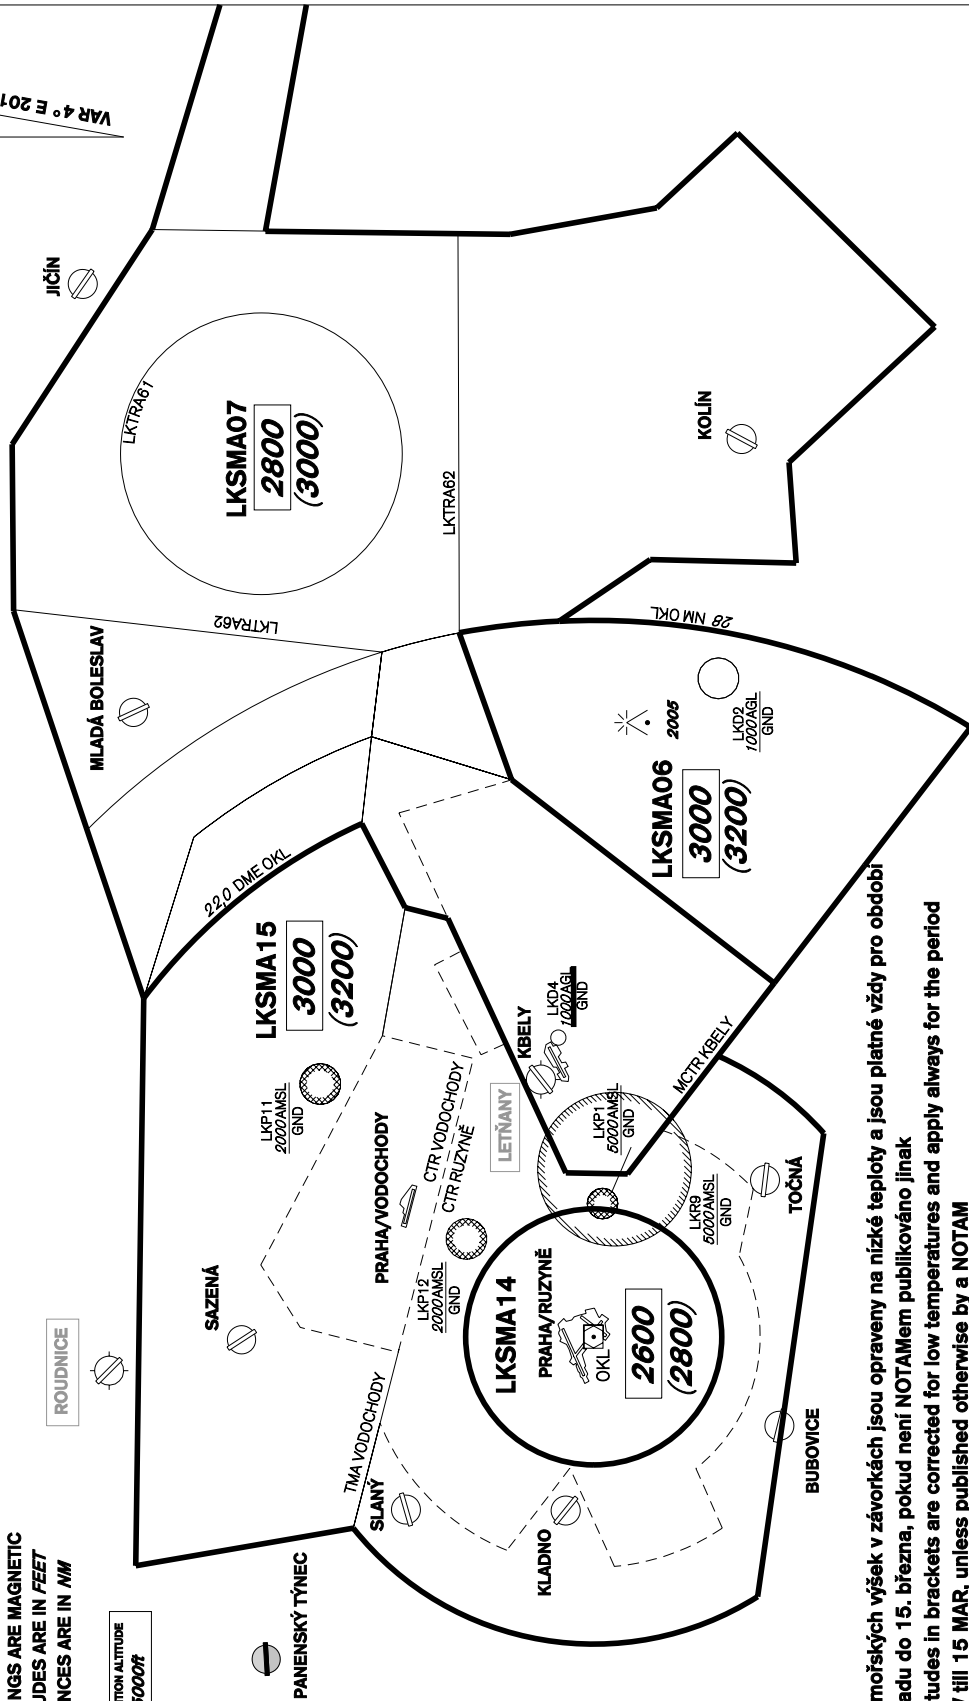 VAR 4° E 201
JIČÍN
LKTRA61
LKSMA07
2800
(3000)
LKTRA62
KOLÍN
LKTRA62
28 NM OKL
MLADÁ BOLESLAV
2005
LKD2
1000AGL
GND
LKSMA06
3000
(3200)
22,0 DME OKL
LKSMA15
3000
(3200)
KBELY
LKD4
1000AGL
GND
MCTR KBELY
LKP11
2000AMSL
GND
LETŇANY
LKP1
5000AMSL
GND
PRAHA/VODOCHODY
CTR VODOCHODY
CTR RUZYNĚ
LKR9
5000AMSL
GND
TOČNÁ
LKP12
2000AMSL
GND
SAZENÁ
ROUDNICE
LKSMA14
PRAHA/RUZYNĚ
OKL
2600
(2800)
TMA VODOCHODY
SLANÝ
KLADNO
BUBOVICE
PANENSKÝ TÝNEC
NGS ARE MAGNETIC
UDES ARE IN FEET
NCES ARE IN NM
TION ALTITUDE
5000ft
mořských výšek v závorkách jsou opraveny na nízké teploty a jsou platné vždy pro období
adu do 15. března, pokud není NOTAMem publikováno jinak
tudes in brackets are corrected for low temperatures and apply always for the period
till 15 MAR, unless published otherwise by a NOTAM